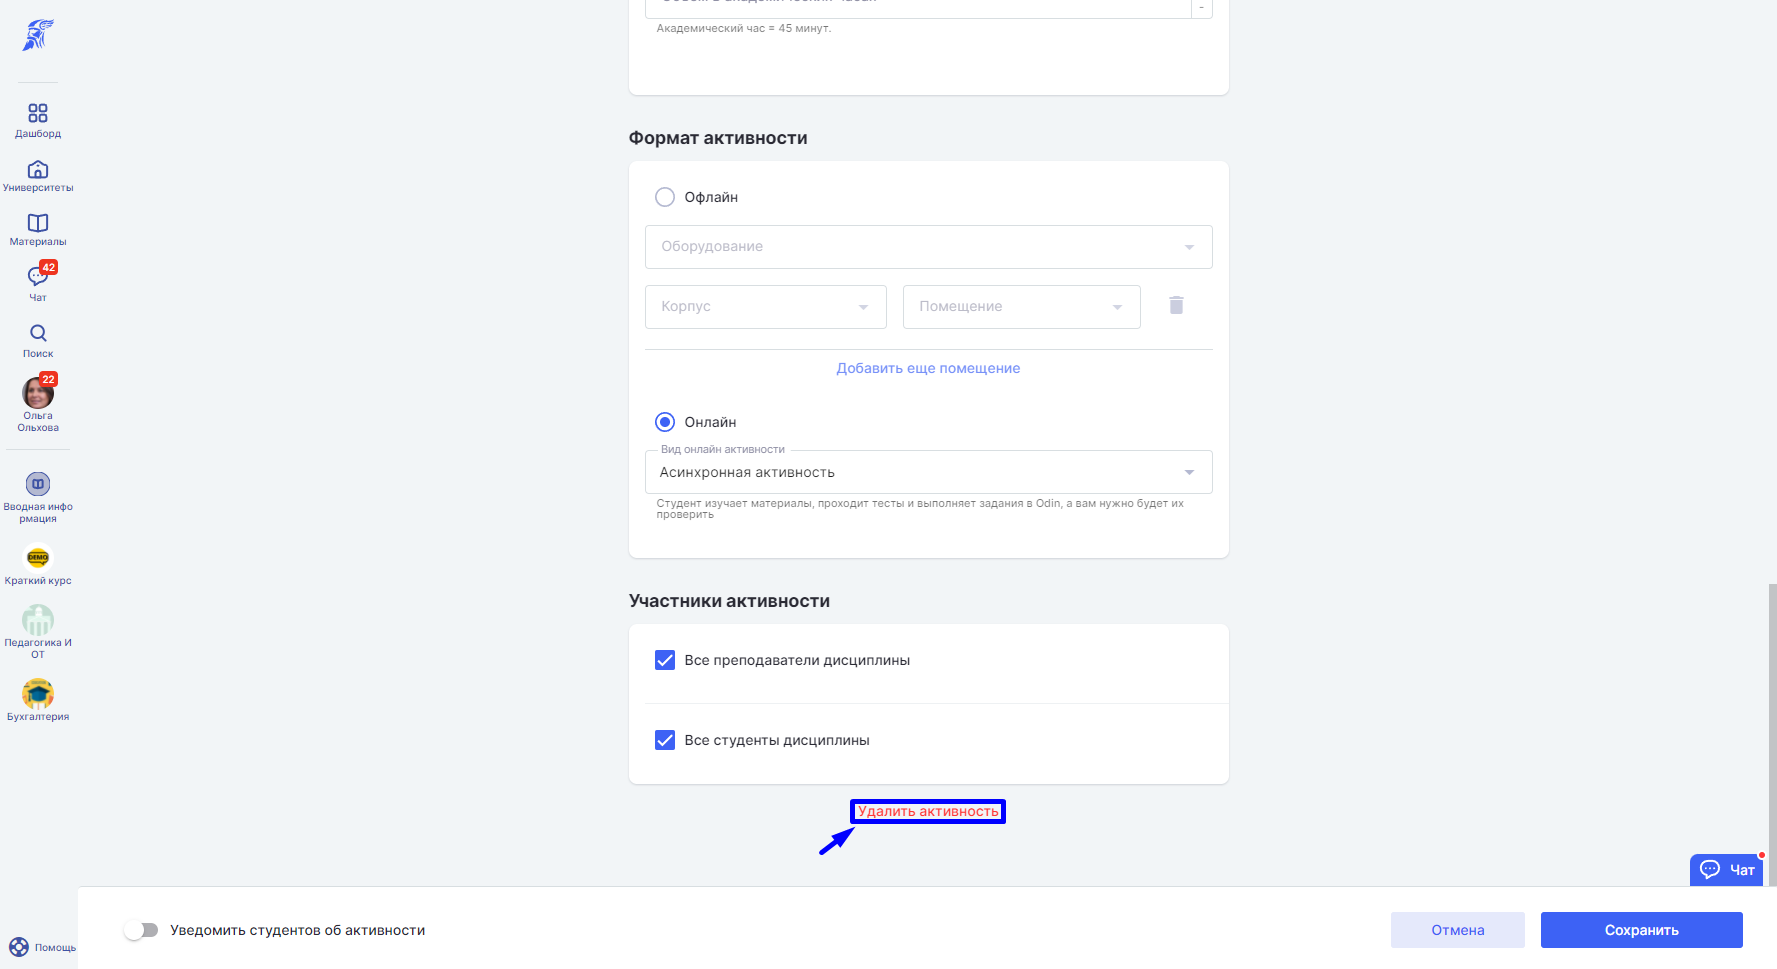 Академический час = 45 минут.
Формат активности
Офлайн
Оборудование
Корпус
Помещение
Добавить еще помещение
Онлайн
Вид онлайн активности
Асинхронная активность
Студент изучает материалы, проходит тесты и выполняет задания в Odin, а вам нужно будет их
проверить
Участники активности
Все преподаватели дисциплины
Все студенты дисциплины
Удалить активность
Чат
Уведомить студентов об активности
Отмена
Сохранить
Дашборд
Университеты
Материалы
42
Чат
Поиск
22
Ольга
Ольхова
Вводная инфо
рмация
DEMO
Краткий курс
Педагогика И
ОТ
Бухгалтерия
Помощь